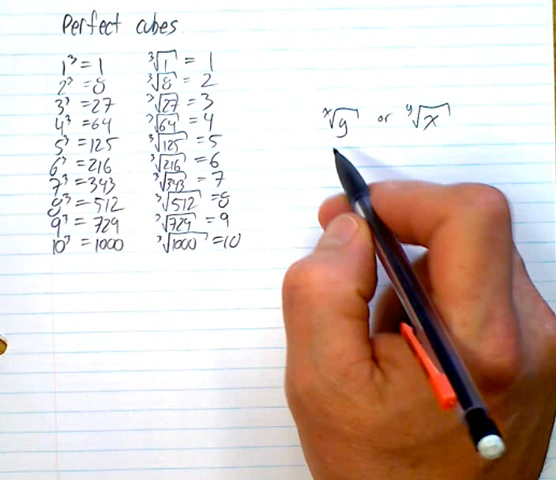 Perfect cubes
1³ = 1 ³√1 = 1
2³ = 8 ³√8 = 2
3³ = 27 ³√27 = 3
4³ = 64 ³√64 = 4
5³ = 125 ³√125 = 5
6³ = 216 ³√216 = 6
7³ = 343 ³√343 = 7
8³ = 512 ³√512 = 8
9³ = 729 ³√729 = 9
10³ = 1000 ³√1000 = 10
ˣ√y or ʸ√x